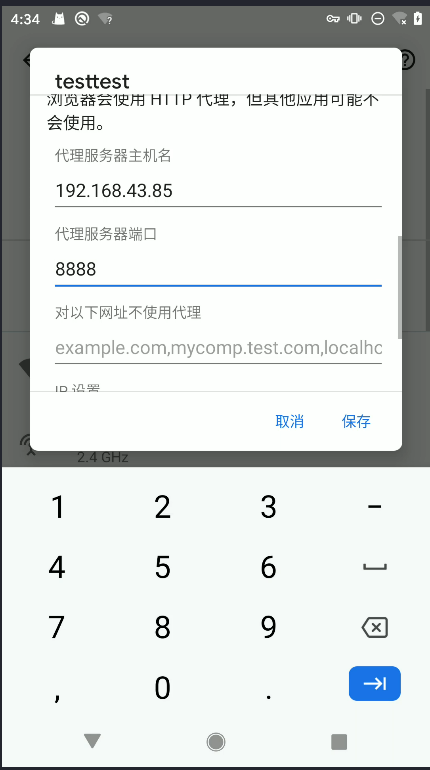 4:34
testtest
浏览器会使用 HTTP 代理，但其他应用可能不
会使用。
代理服务器主机名
192.168.43.85
代理服务器端口
8888
对以下网址不使用代理
example.com,mycomp.test.com,localhc
IP 设置
取消 保存
2.4 GHz
1 2 3 −
4 5 6
7 8 9
, 0 .